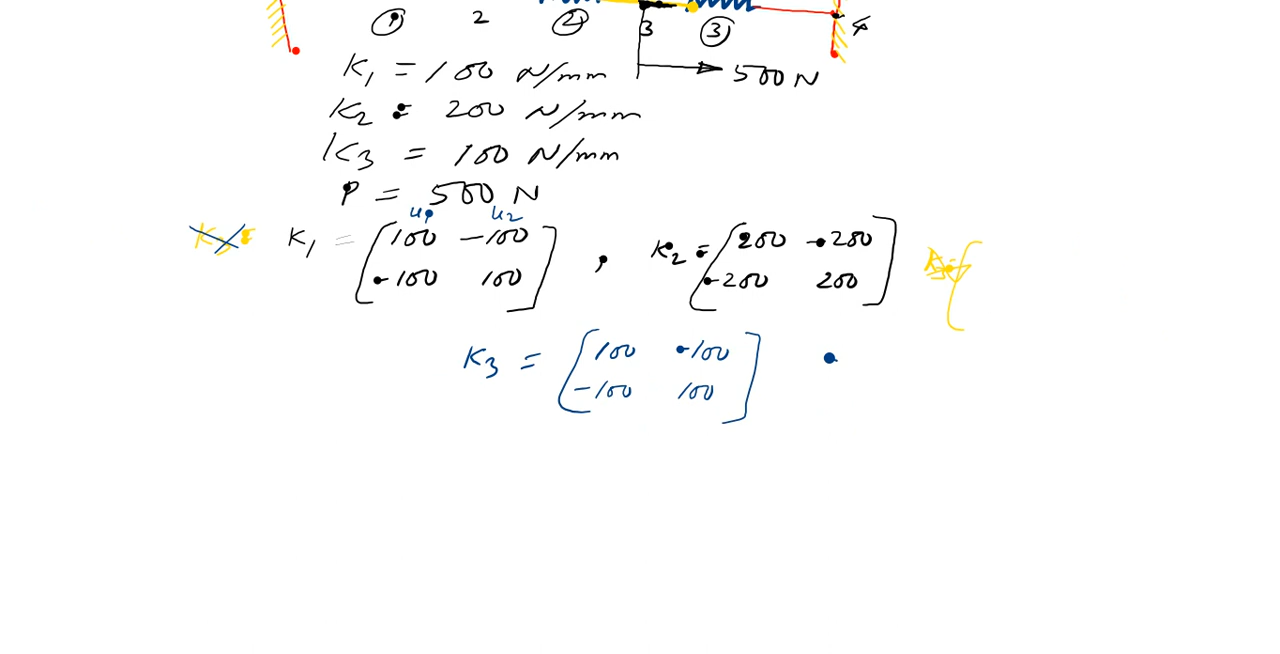 ① 2 ② 3 ③ 4
K1 = 100 N/mm 500 N
K2 = 200 N/mm
K3 = 100 N/mm
P = 500 N
u1 u2
K1 = [100 -100 , K2 = [200 -200
-100 100] -200 200]
K3 = [100 -100
-100 100]